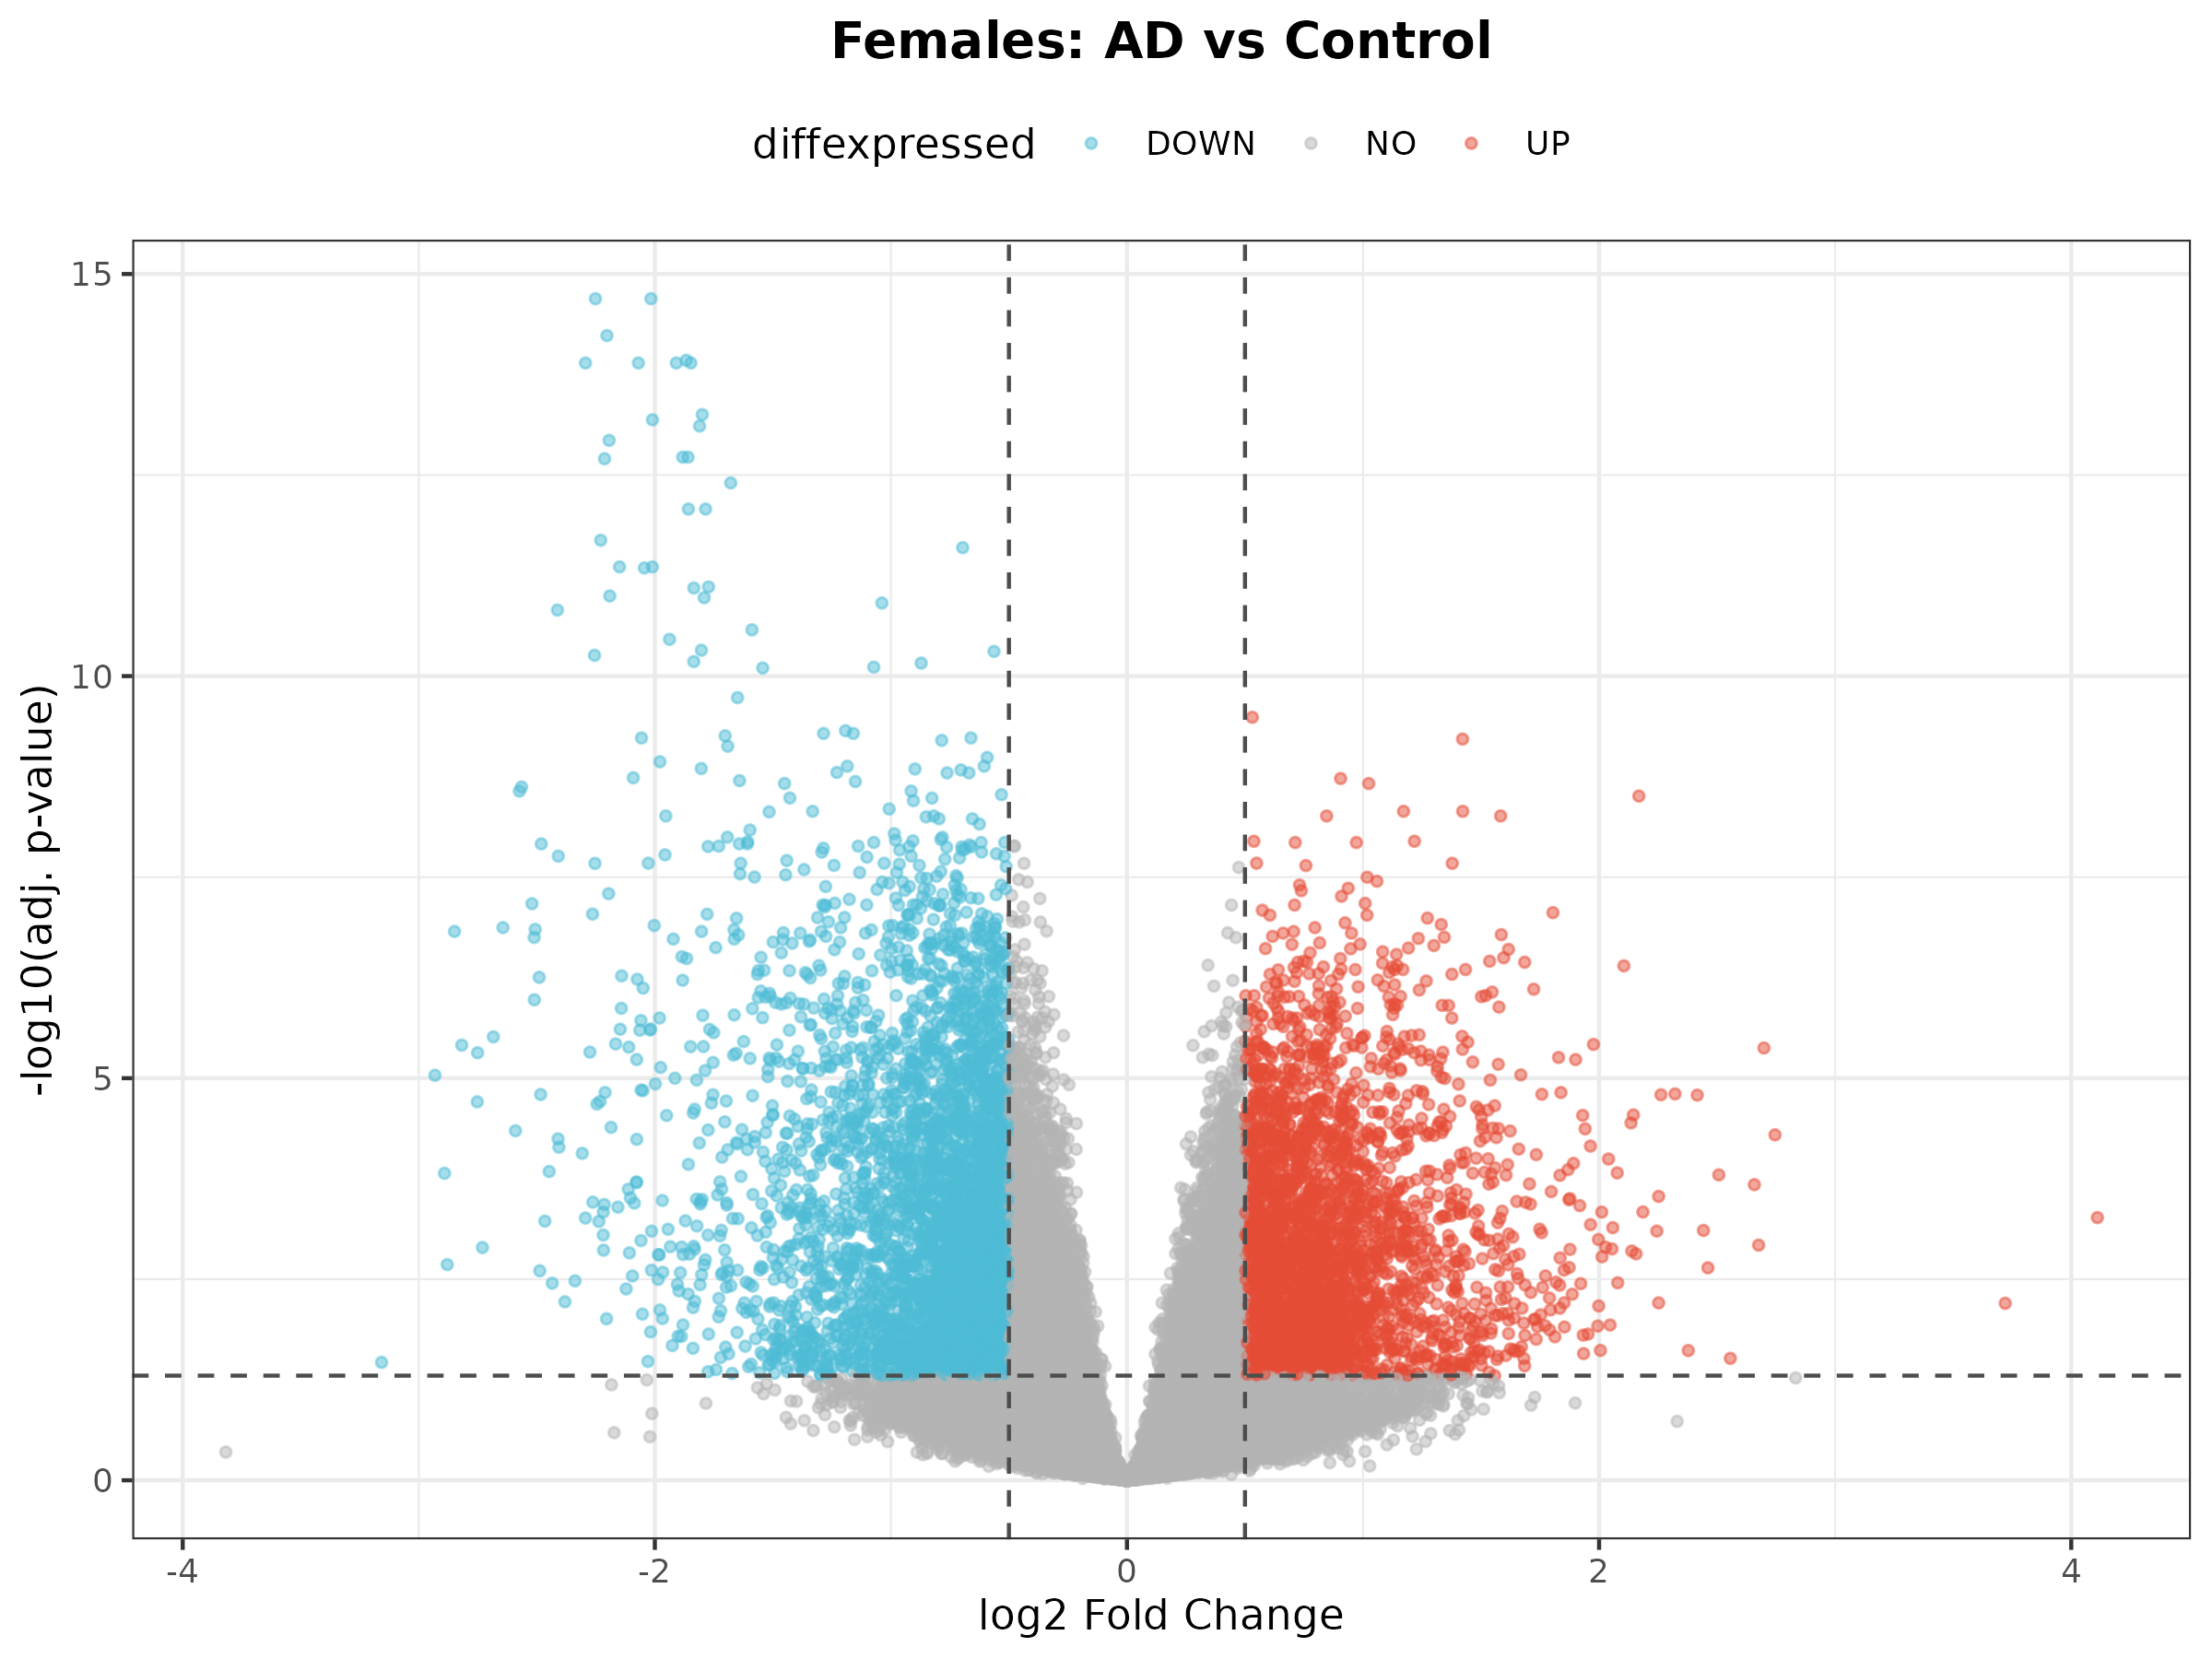 Females: AD vs Control
diffexpressed DOWN NO UP
15
10
5
0
-log10(adj. p-value)
-4 -2 0 2 4
log2 Fold Change